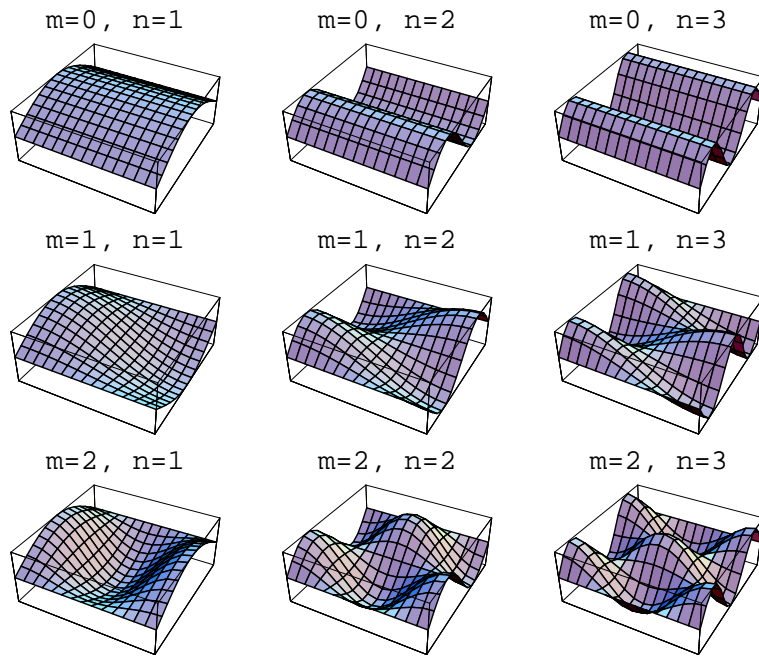 m=0, n=1
m=0, n=2
m=0, n=3
m=1, n=1
m=1, n=2
m=1, n=3
m=2, n=1
m=2, n=2
m=2, n=3